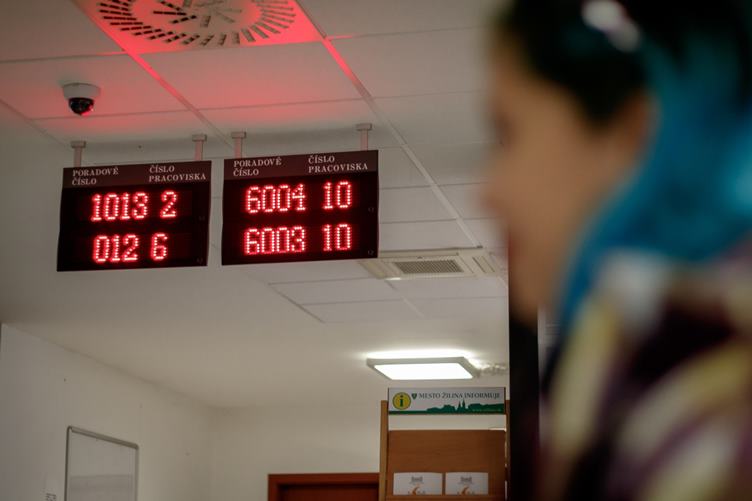 PORADOVÉ ČÍSLO
ČÍSLO PRACOVISKA
1013 2
012 6
PORADOVÉ ČÍSLO
ČÍSLO PRACOVISKA
6004 10
6003 10
i MESTO ŽILINA INFORMUJE